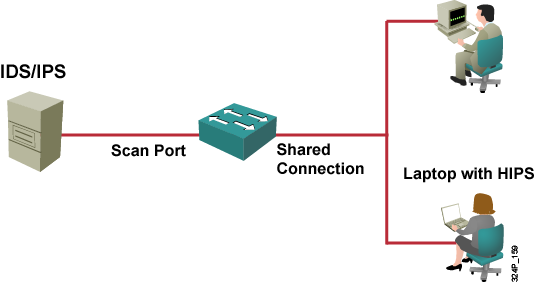 IDS/IPS
Scan Port
Shared
Connection
Laptop with HIPS
324P_159